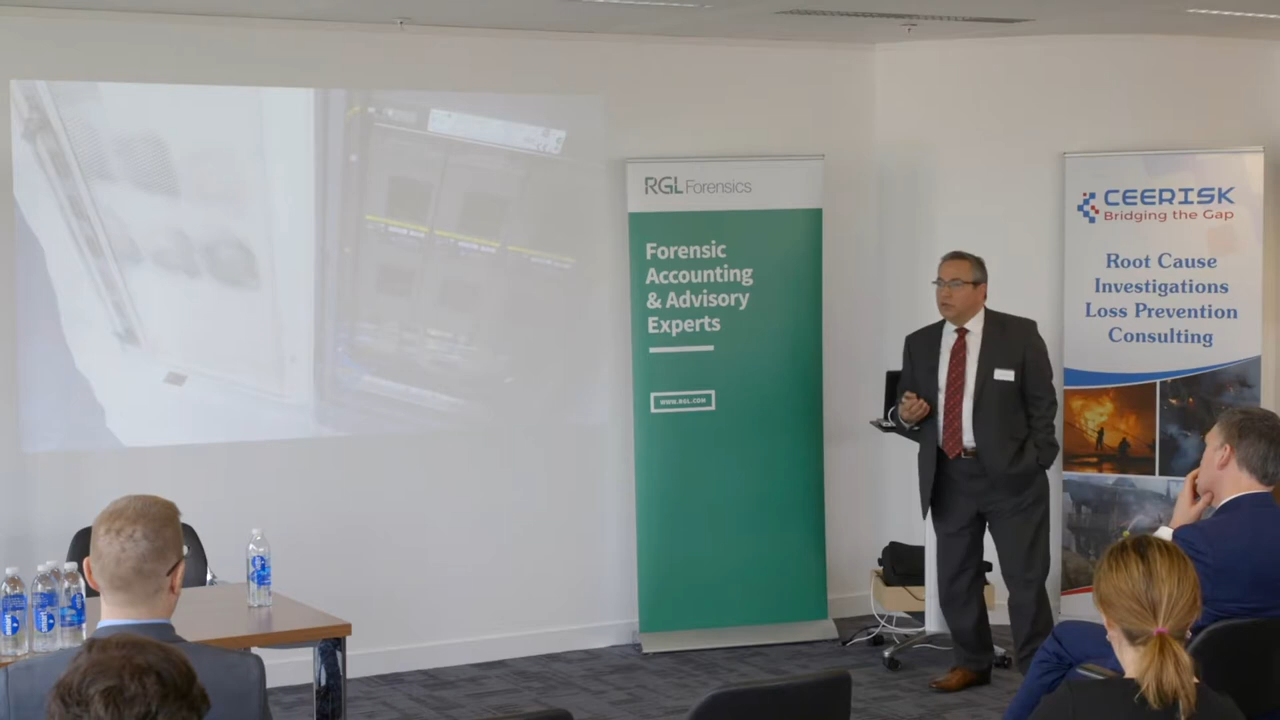 RGL Forensics
Forensic
Accounting
& Advisory
Experts
WWW.RGL.COM
CEERISK
Bridging the Gap
Root Cause
Investigations
Loss Prevention
Consulting
smart